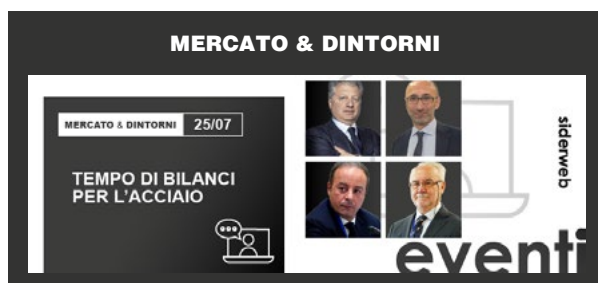 MERCATO & DINTORNI
MERCATO & DINTORNI 25/07
TEMPO DI BILANCI
PER L'ACCIAIO
siderweb
eventi